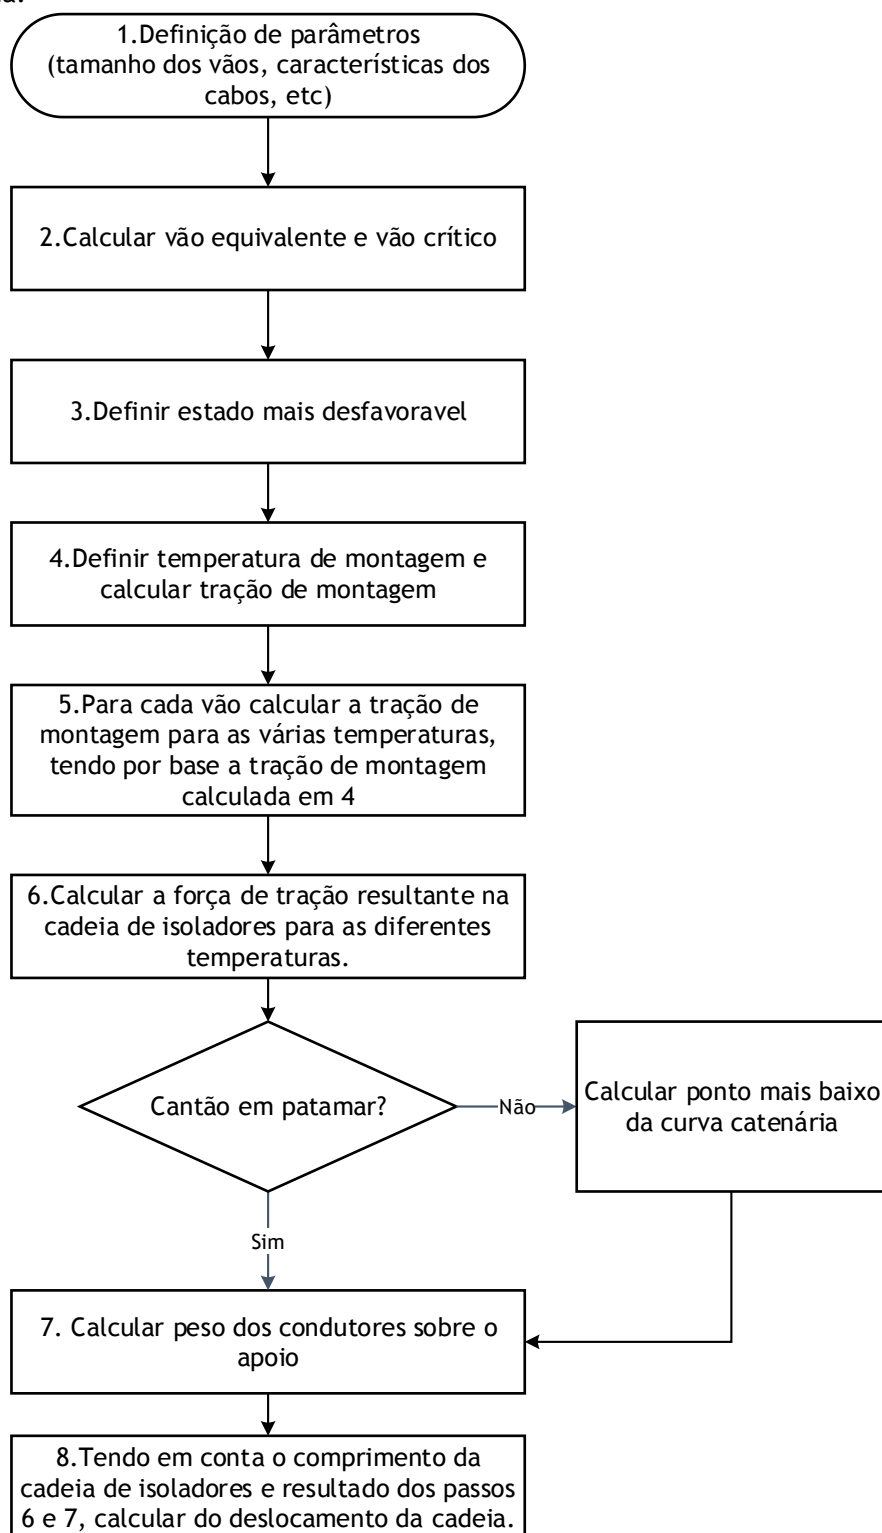 1.Definição de parâmetros
(tamanho dos vãos, características dos
cabos, etc)
2.Calcular vão equivalente e vão crítico
3.Definir estado mais desfavoravel
4.Definir temperatura de montagem e
calcular tração de montagem
5.Para cada vão calcular a tração de
montagem para as várias temperaturas,
tendo por base a tração de montagem
calculada em 4
6.Calcular a força de tração resultante na
cadeia de isoladores para as diferentes
temperaturas.
Cantão em patamar?
Não
Calcular ponto mais baixo
da curva catenária
Sim
7. Calcular peso dos condutores sobre o
apoio
8.Tendo em conta o comprimento da
cadeia de isoladores e resultado dos passos
6 e 7, calcular do deslocamento da cadeia.